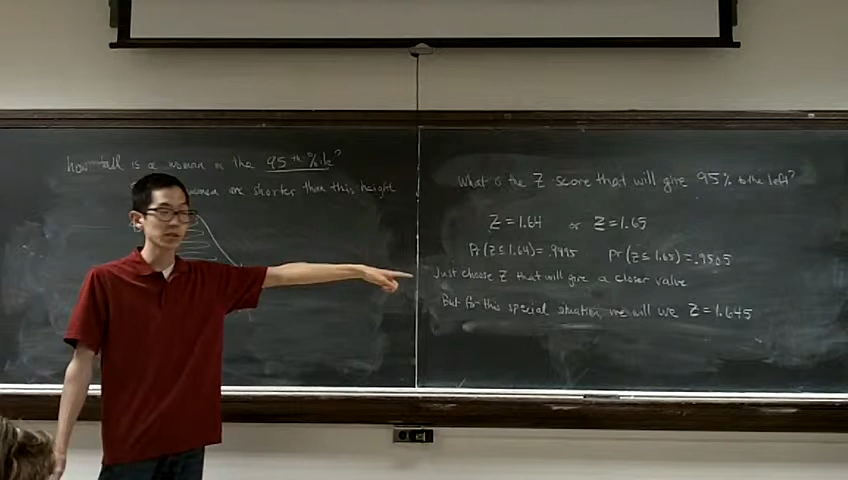 how tall is a woman in the 95th %ile?
women are shorter than this height
What is the Z score that will give 95% to the left?
Z = 1.64 or Z = 1.65
Pr(Z ≤ 1.64) = .9495 Pr(Z ≤ 1.65) = .9505
Just choose Z that will give a closer value
But for this special situation, we will use Z = 1.645